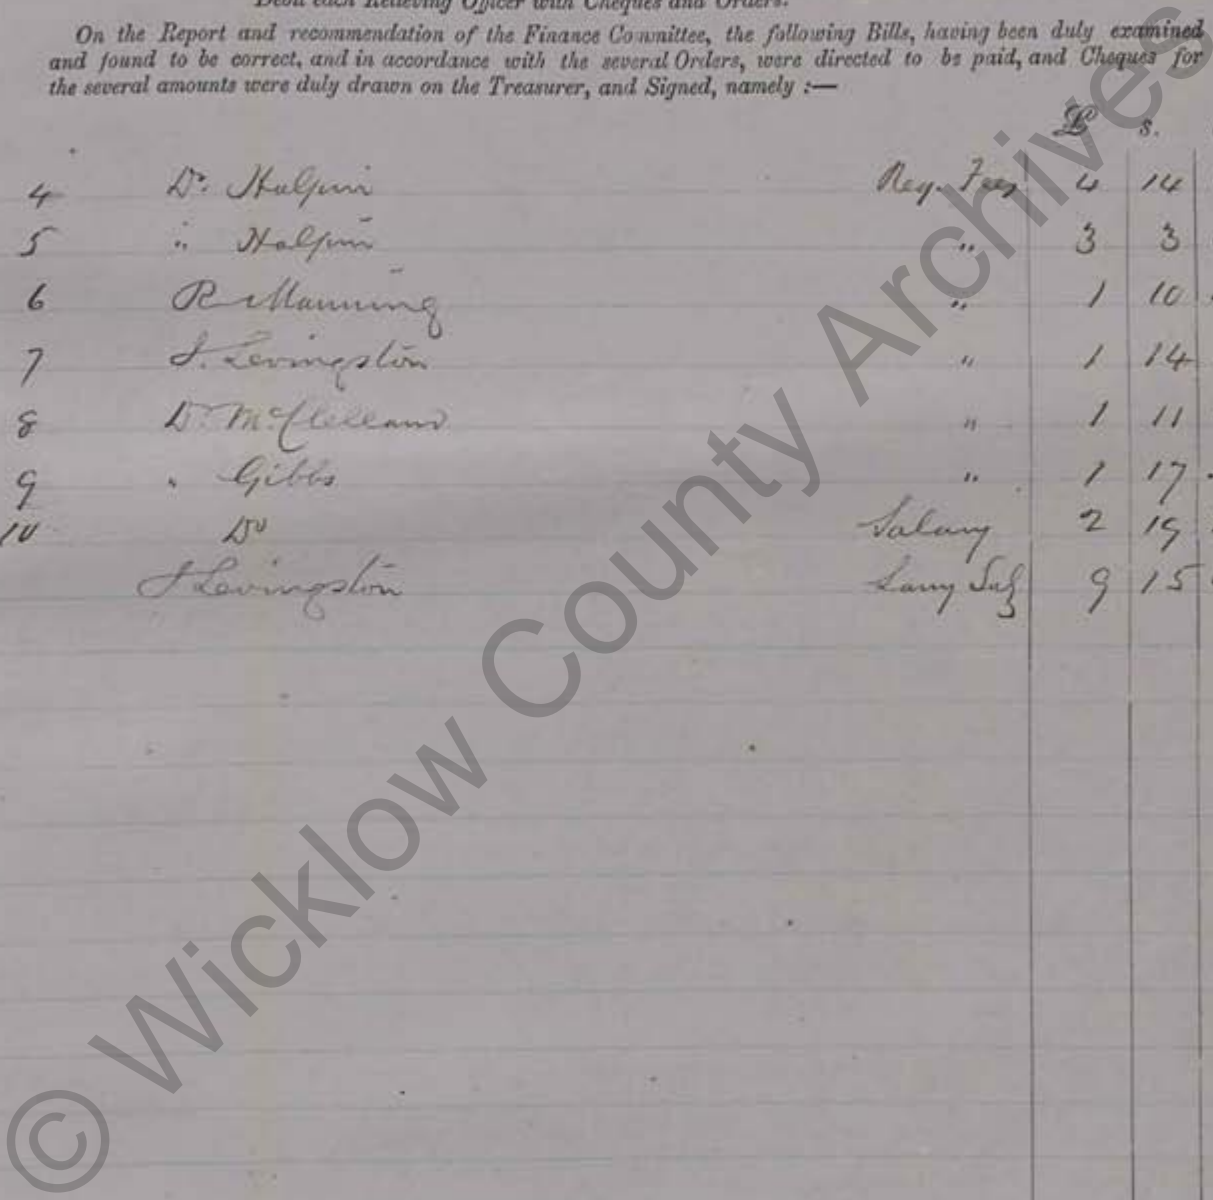 Debit each Relieving Officer with Cheques and Orders.
On the Report and recommendation of the Finance Committee, the following Bills, having been duly examined
and found to be correct, and in accordance with the several Orders, were directed to be paid, and Cheques for
the several amounts were duly drawn on the Treasurer, and Signed, namely :—
£ s.
4 Dr. Halpin Reg. Fees 4 14
5 " Halpin " 3 3
6 R Manning " 1 10
7 J. Levingston " 1 14
8 Dr. McClelland " 1 11
9 " Gibbs " 1 17
10 Do Salary 2 19
J Levingston 9 15
© Wicklow County Archives